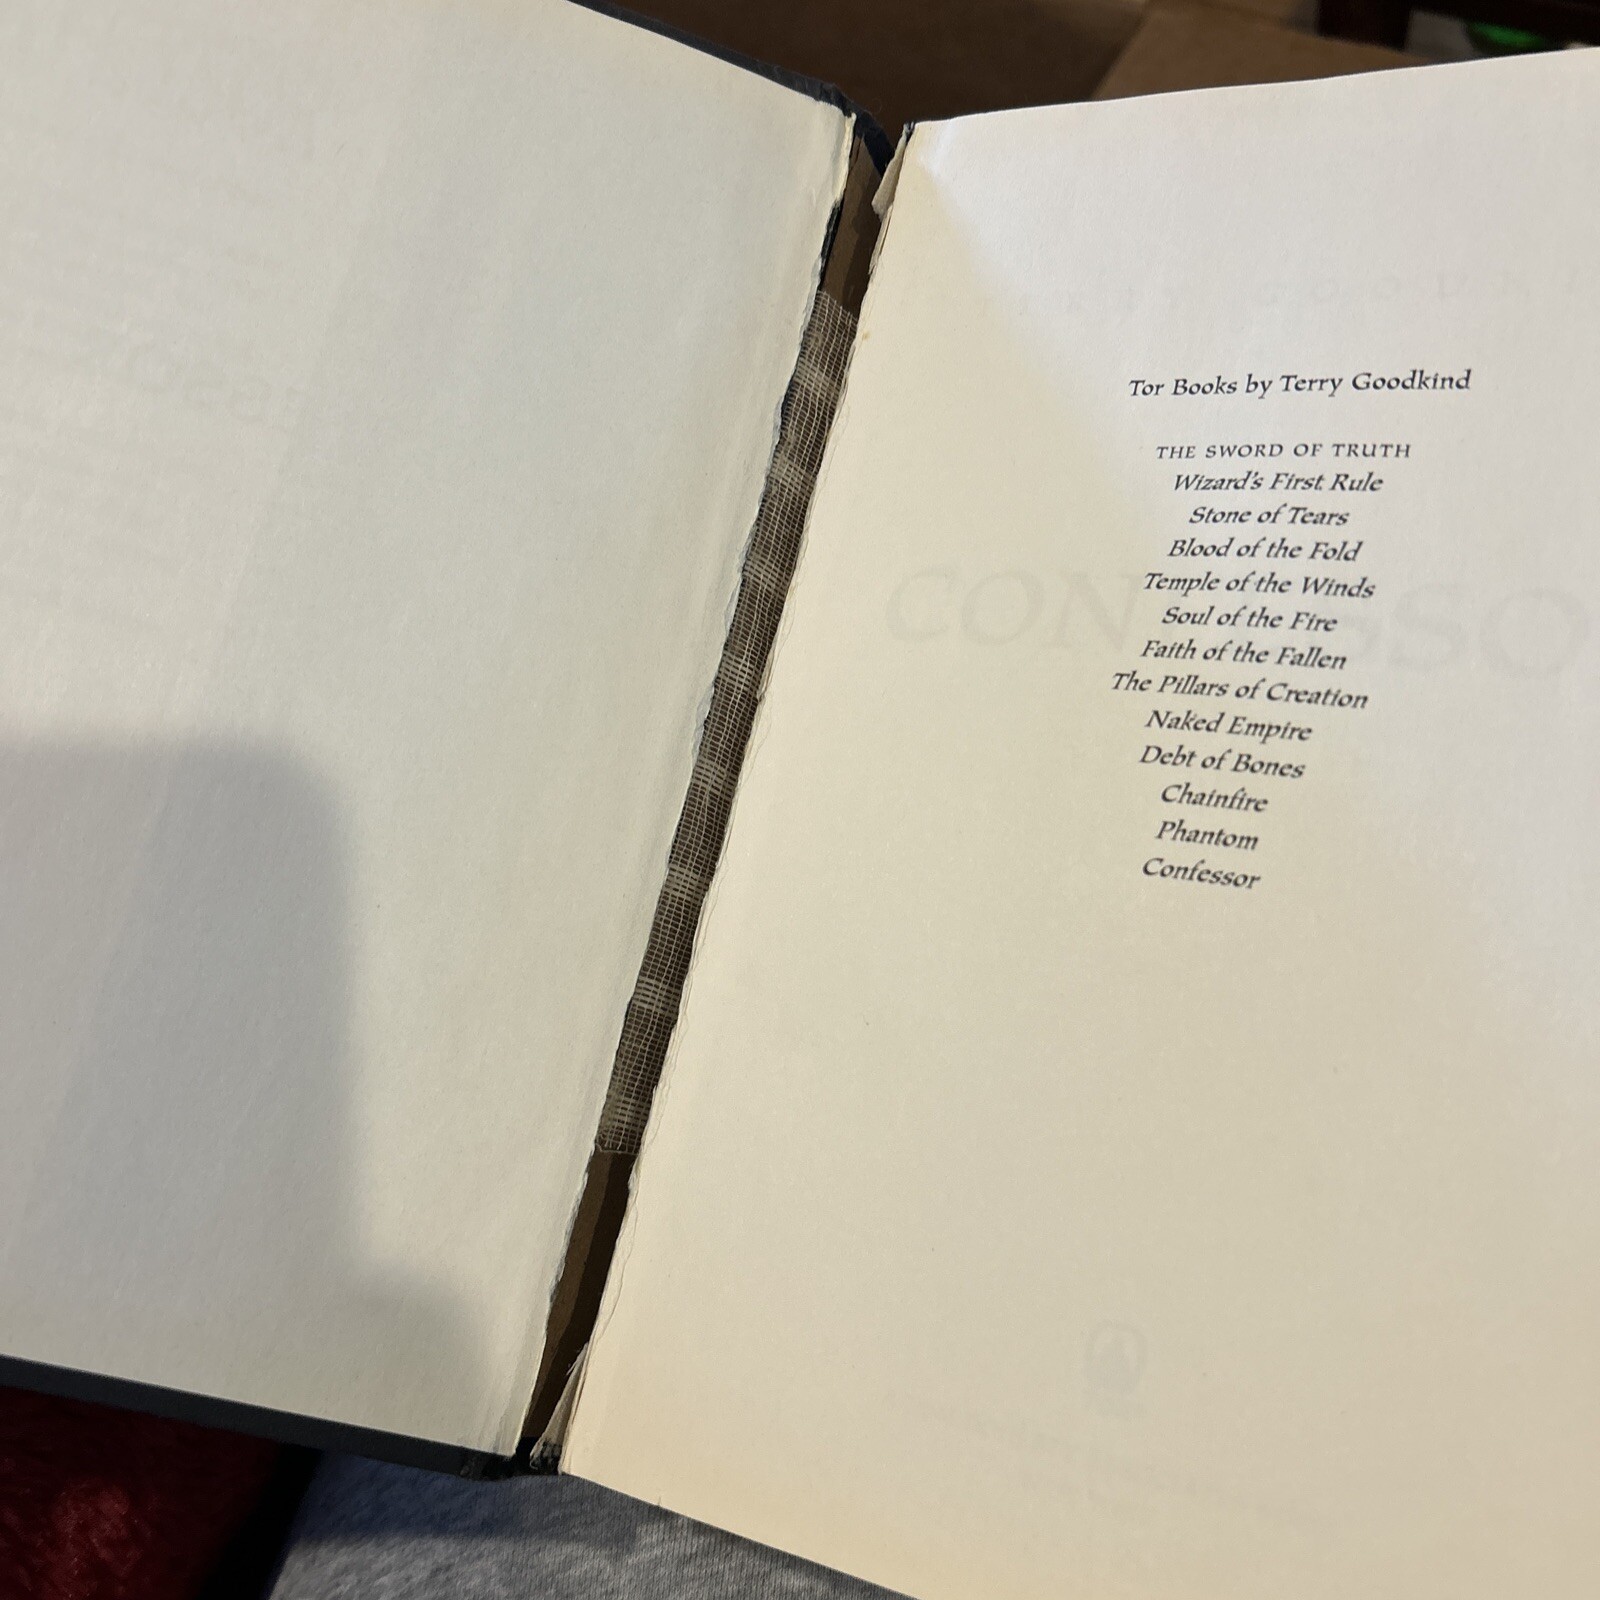 Tor Books by Terry Goodkind
THE SWORD OF TRUTH
Wizard's First Rule
Stone of Tears
Blood of the Fold
Temple of the Winds
Soul of the Fire
Faith of the Fallen
The Pillars of Creation
Naked Empire
Debt of Bones
Chainfire
Phantom
Confessor